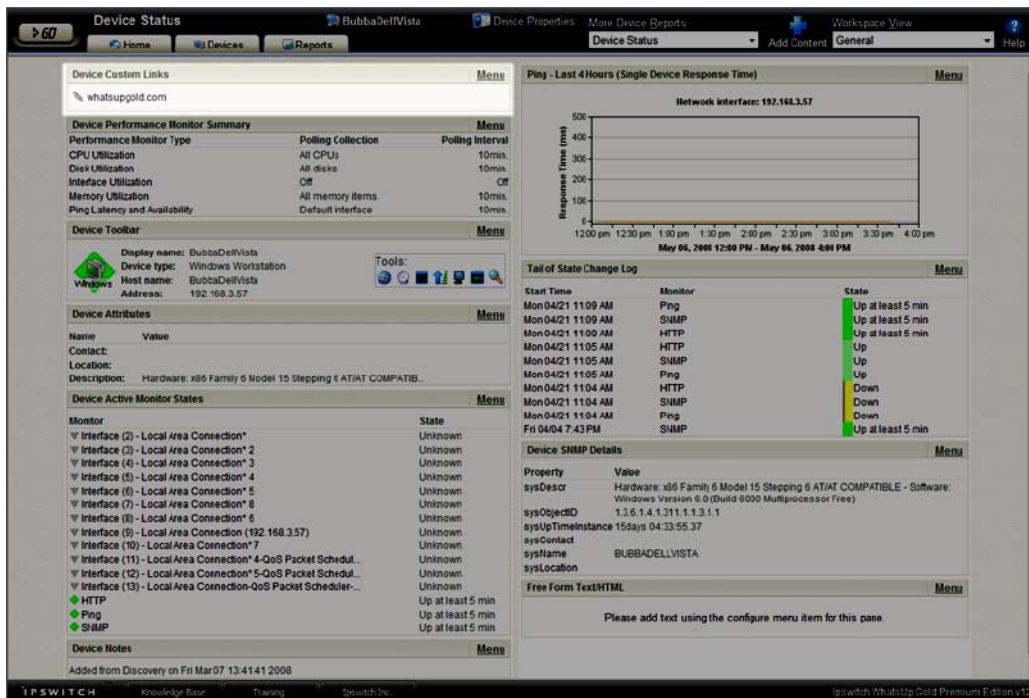 GO
Device Status
BubbaDellVista
Device Properties
More Device Reports
Device Status
Add Content
Workspace View
General
Help
Home
Devices
Reports
Device Custom Links Menu
whatsupgold.com
Device Performance Monitor Summary Menu
Performance Monitor Type Polling Collection Polling Interval
CPU Utilization All CPUs 10min.
Disk Utilization All disks 10min.
Interface Utilization Off Off
Memory Utilization All memory items 10min.
Ping Latency and Availability Default interface 10min.
Device Toolbar Menu
Windows
Display name: BubbaDellVista
Device type: Windows Workstation
Host name: BubbaDellVista
Address: 192.168.3.57
Tools:
Device Attributes Menu
Name Value
Contact:
Location:
Description: Hardware: x86 Family 6 Model 15 Stepping 6 AT/AT COMPATIB...
Device Active Monitor States Menu
Monitor State
Interface (2) - Local Area Connection* Unknown
Interface (3) - Local Area Connection* 2 Unknown
Interface (4) - Local Area Connection* 3 Unknown
Interface (5) - Local Area Connection* 4 Unknown
Interface (6) - Local Area Connection* 5 Unknown
Interface (7) - Local Area Connection* 8 Unknown
Interface (8) - Local Area Connection* 6 Unknown
Interface (9) - Local Area Connection (192.168.3.57) Unknown
Interface (10) - Local Area Connection* 7 Unknown
Interface (11) - Local Area Connection* 4-QoS Packet Schedul... Unknown
Interface (12) - Local Area Connection* 5-QoS Packet Schedul... Unknown
Interface (13) - Local Area Connection-QoS Packet Scheduler-... Unknown
HTTP Up at least 5 min
Ping Up at least 5 min
SNMP Up at least 5 min
Device Notes Menu
Added from Discovery on Fri Mar 07 13:41:41 2008
Ping - Last 4 Hours (Single Device Response Time) Menu
Network interface: 192.168.3.57
Response Time (ms)
500
400
300
200
100
0
12:00 pm 12:30 pm 1:00 pm 1:30 pm 2:00 pm 2:30 pm 3:00 pm 3:30 pm 4:00 pm
May 06, 2008 12:00 PM - May 06, 2008 4:01 PM
Tail of State Change Log Menu
Start Time Monitor State
Mon 04/21 11:09 AM Ping Up at least 5 min
Mon 04/21 11:09 AM SNMP Up at least 5 min
Mon 04/21 11:09 AM HTTP Up at least 5 min
Mon 04/21 11:05 AM HTTP Up
Mon 04/21 11:05 AM SNMP Up
Mon 04/21 11:05 AM Ping Up
Mon 04/21 11:04 AM HTTP Down
Mon 04/21 11:04 AM SNMP Down
Mon 04/21 11:04 AM Ping Down
Fri 04/04 7:43 PM SNMP Up at least 5 min
Device SNMP Details Menu
Property Value
sysDescr Hardware: x86 Family 6 Model 15 Stepping 6 AT/AT COMPATIBLE - Software:
Windows Version 6.0 (Build 6000 Multiprocessor Free)
sysObjectID 1.3.6.1.4.1.311.1.1.3.1.1
sysUpTimeInstance 15days 04:33:55.37
sysContact
sysName BUBBADELLVISTA
sysLocation
Free Form Text/HTML Menu
Please add text using the configure menu item for this pane.
IPSWITCH
Knowledge Base
Training
Ipswitch Inc.
Ipswitch WhatsUp Gold Premium Edition